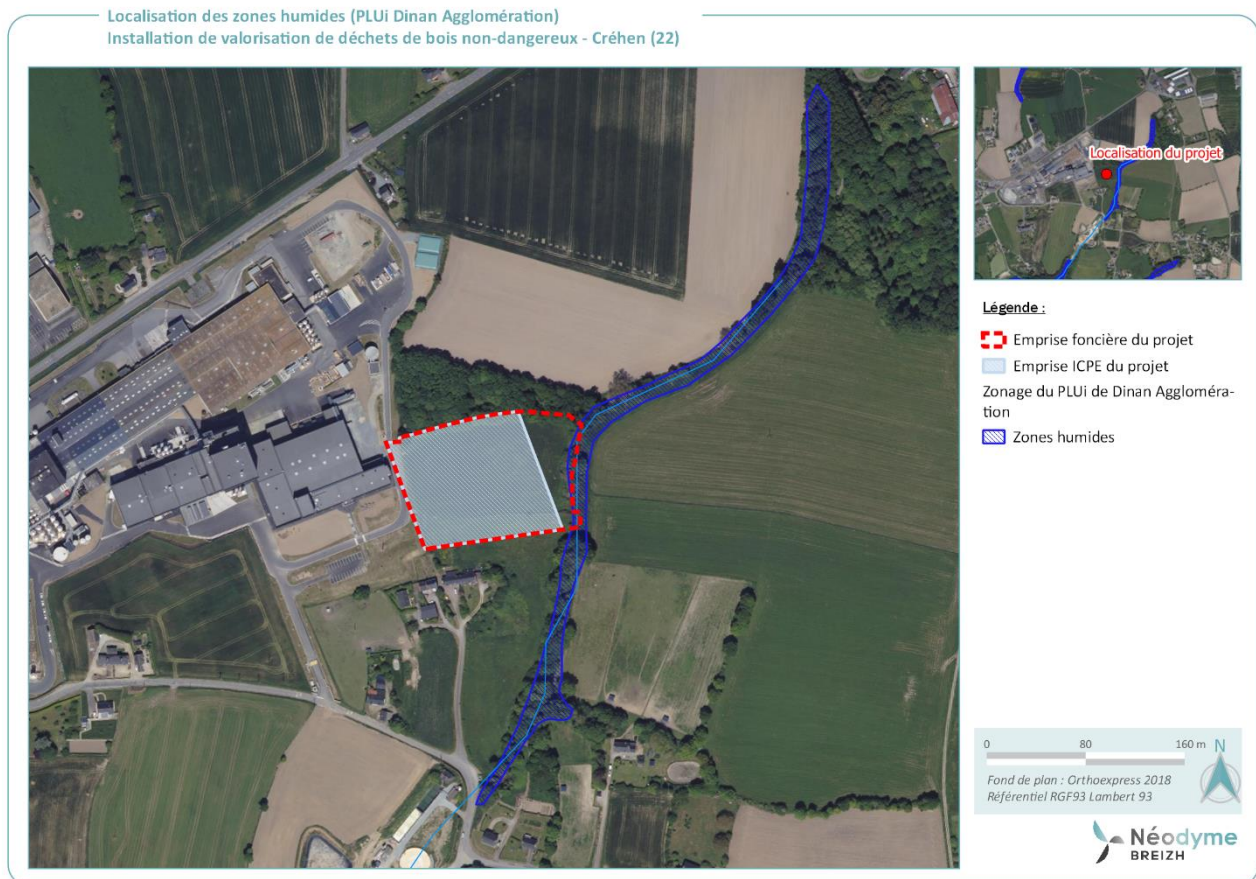 Localisation des zones humides (PLUi Dinan Agglomération)
Installation de valorisation de déchets de bois non-dangereux - Créhen (22)
Localisation du projet
Légende :
Emprise foncière du projet
Emprise ICPE du projet
Zonage du PLUi de Dinan Aggloméra-
tion
Zones humides
0 80 160 m N
Fond de plan : Orthoexpress 2018
Référentiel RGF93 Lambert 93
Néodyme
BREIZH